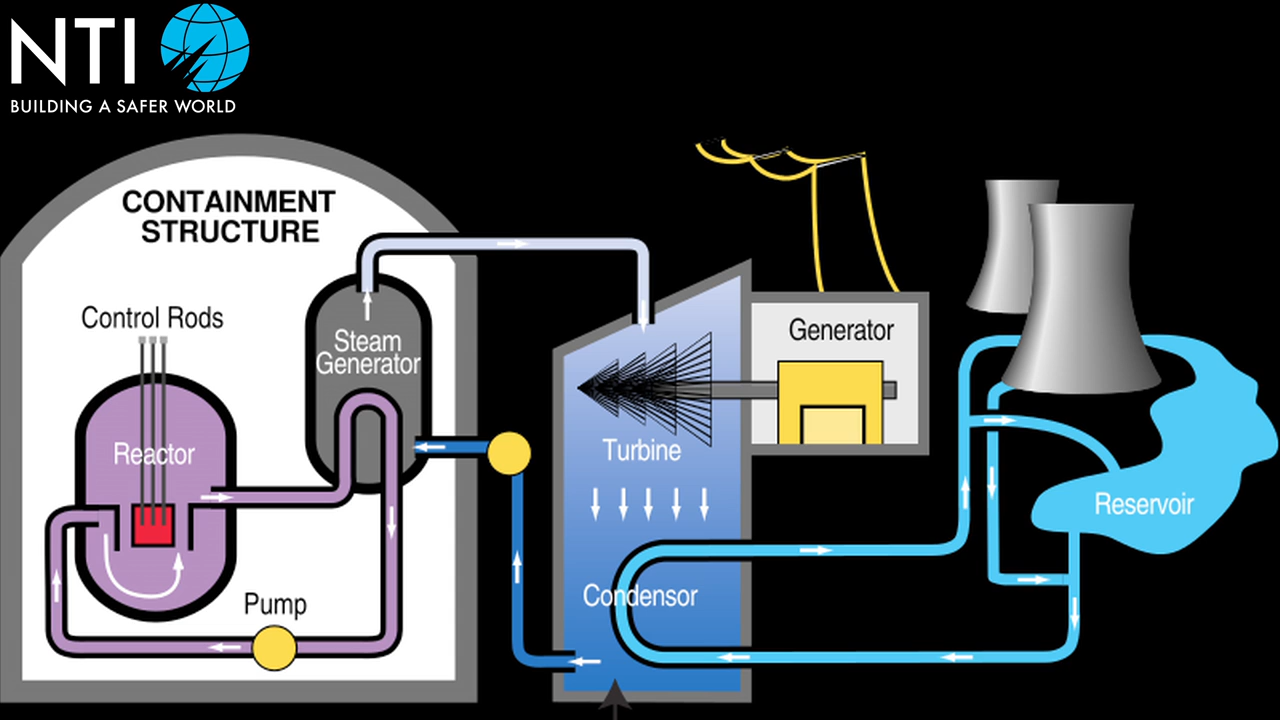 NTI
BUILDING A SAFER WORLD
CONTAINMENT
STRUCTURE
Control Rods
Steam
Generator
Reactor
Pump
Generator
Turbine
Condensor
Reservoir